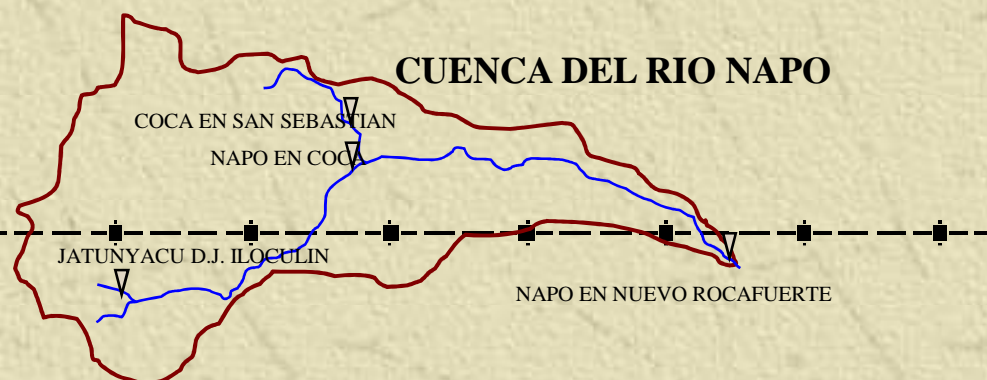 CUENCA DEL RIO NAPO
COCA EN SAN SEBASTIAN
NAPO EN COCA
JATUNYACU D.J. ILOCULIN
NAPO EN NUEVO ROCAFUERTE